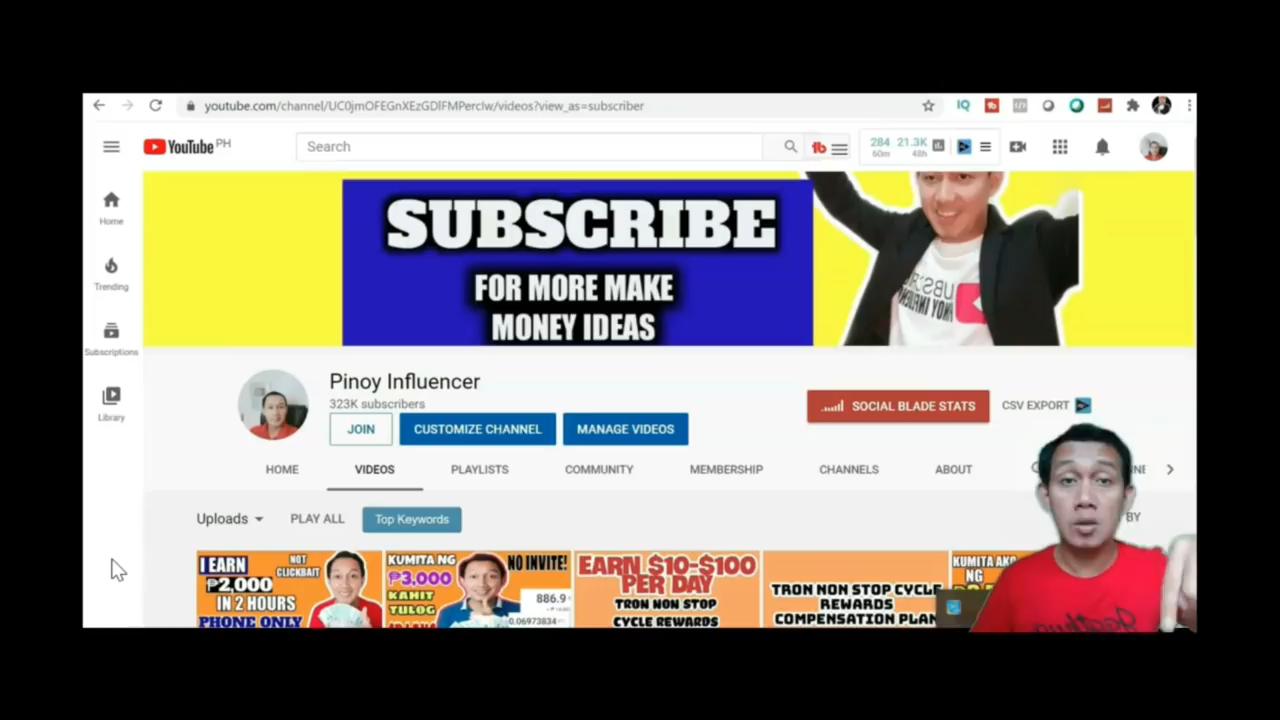 youtube.com/channel/UC0jmOFEGnXEzGDlFMPerclw/videos?view_as=subscriber
YouTube PH
Search
284 21.3K
60m 48h
Home
Trending
Subscriptions
Library
SUBSCRIBE
FOR MORE MAKE
MONEY IDEAS
Pinoy Influencer
323K subscribers
JOIN
CUSTOMIZE CHANNEL
MANAGE VIDEOS
SOCIAL BLADE STATS
CSV EXPORT
HOME
VIDEOS
PLAYLISTS
COMMUNITY
MEMBERSHIP
CHANNELS
ABOUT
Uploads
PLAY ALL
Top Keywords
BY
I EARN
₱2,000
IN 2 HOURS
PHONE ONLY
NOT
CLICKBAIT
KUMITA NG
₱3,000
KAHIT
TULOG
NO INVITE!
886.9
0.06973834
EARN $10-$100
PER DAY
TRON NON STOP
CYCLE REWARDS
TRON NON STOP CYCLE
REWARDS
COMPENSATION PLAN
KUMITA AKO
NG